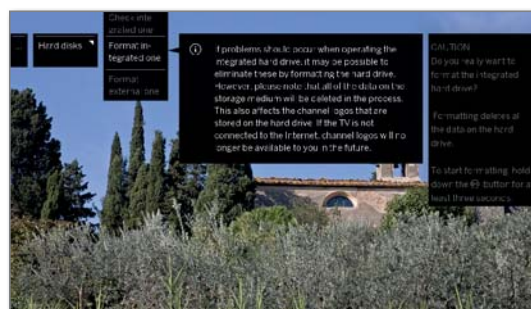 ...
Hard disks
Check inte
grated one
Format in-
tegrated one
Format
external one
If problems should occur when operating the
integrated hard drive, it may be possible to
eliminate these by formatting the hard drive.
However, please note that all of the data on the
storage medium will be deleted in the process.
This also affects the channel logos that are
stored on the hard drive. If the TV is not
connected to the Internet, channel logos will no
longer be available to you in the future.
CAUTION
Do you really want to
format the integrated
hard drive?
Formatting deletes al
the data on the hard
drive.
To start formatting, hold
down the button for a
least three seconds.